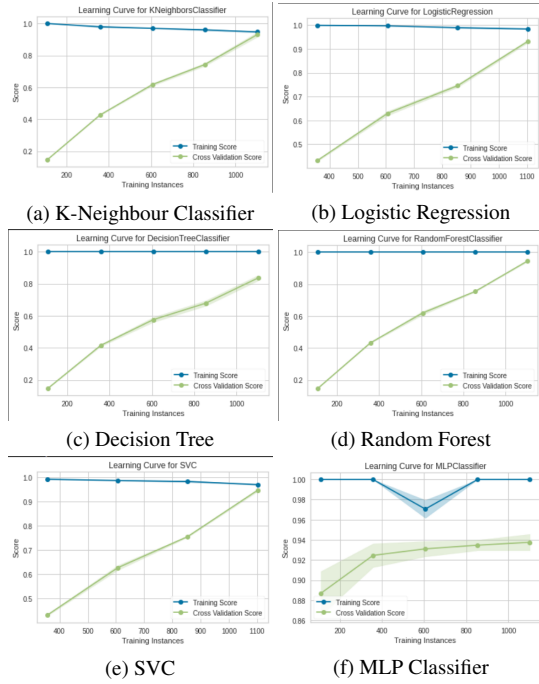 Learning Curve for KNeighborsClassifier
1.0
0.8
0.6
0.4
0.2
Score
Training Score
Cross Validation Score
200 400 600 800 1000
Training Instances
(a) K-Neighbour Classifier
Learning Curve for LogisticRegression
1.0
0.9
0.8
0.7
0.6
0.5
Score
Training Score
Cross Validation Score
400 500 600 700 800 900 1000 1100
Training Instances
(b) Logistic Regression
Learning Curve for DecisionTreeClassifier
1.0
0.8
0.6
0.4
0.2
Score
Training Score
Cross Validation Score
200 400 600 800 1000
Training Instances
(c) Decision Tree
Learning Curve for RandomForestClassifier
1.0
0.8
0.6
0.4
0.2
Score
Training Score
Cross Validation Score
200 400 600 800 1000
Training Instances
(d) Random Forest
Learning Curve for SVC
1.0
0.9
0.8
0.7
0.6
0.5
Score
Training Score
Cross Validation Score
400 500 600 700 800 900 1000 1100
Training Instances
(e) SVC
Learning Curve for MLPClassifier
1.00
0.98
0.96
0.94
0.92
0.90
0.88
0.86
Score
Training Score
Cross Validation Score
200 400 600 800 1000
Training Instances
(f) MLP Classifier